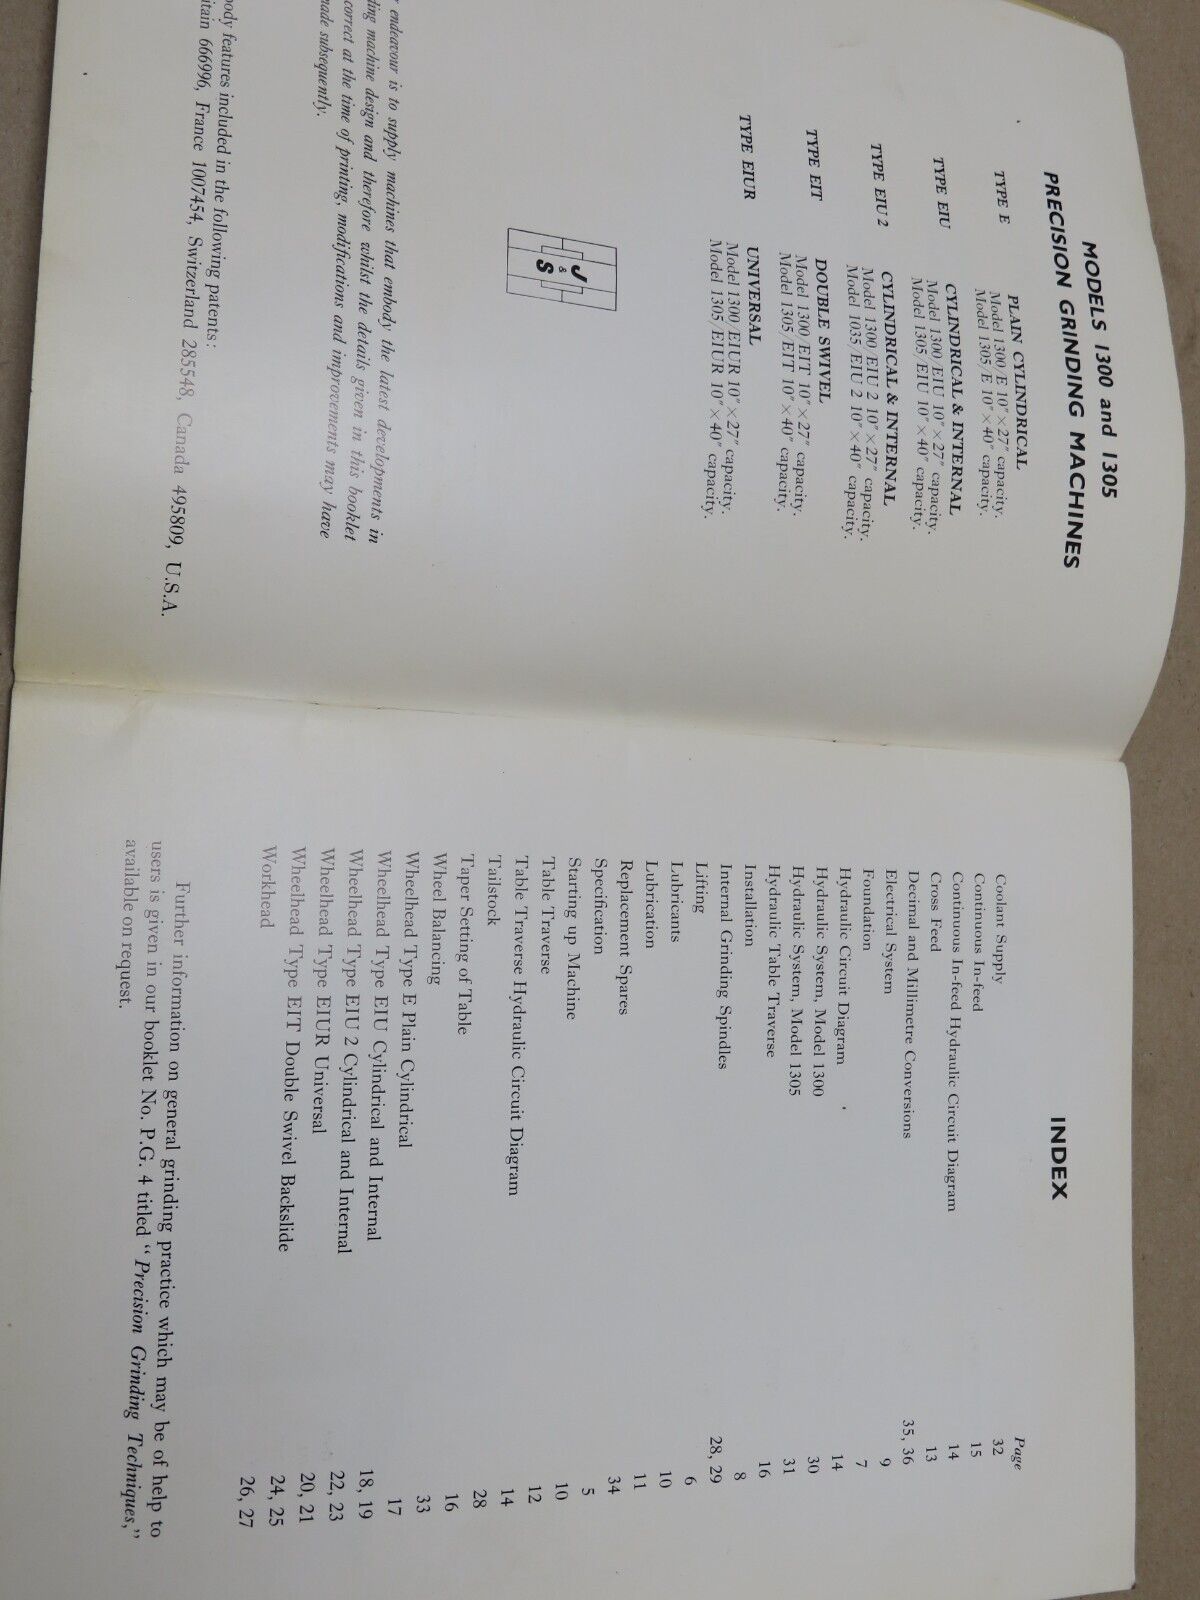 MODELS 1300 and 1305
PRECISION GRINDING MACHINES
TYPE E PLAIN CYLINDRICAL
Model 1300/E 10″×27″ capacity.
Model 1305/E 10″×40″ capacity.
TYPE EIU CYLINDRICAL & INTERNAL
Model 1300/EIU 10″×27″ capacity.
Model 1305/EIU 10″×40″ capacity.
TYPE EIU 2 CYLINDRICAL & INTERNAL
Model 1300/EIU 2 10″×27″ capacity.
Model 1035/EIU 2 10″×40″ capacity.
TYPE EIT DOUBLE SWIVEL
Model 1300/EIT 10″×27″ capacity.
Model 1305/EIT 10″×40″ capacity.
TYPE EIUR UNIVERSAL
Model 1300/EIUR 10″×27″ capacity.
Model 1305/EIUR 10″×40″ capacity.
J
&
S
endeavour is to supply machines that embody the latest developments in
machine design and therefore whilst the details given in this booklet
correct at the time of printing, modifications and improvements may have
subsequently.
features included in the following patents:
666996, France 1007454, Switzerland 285548, Canada 495809, U.S.A.
INDEX
Page
Coolant Supply 32
Continuous In-feed 15
Continuous In-feed Hydraulic Circuit Diagram 14
Cross Feed 13
Decimal and Millimetre Conversions 35, 36
Electrical System 9
Foundation 7
Hydraulic Circuit Diagram 14
Hydraulic System, Model 1300 30
Hydraulic System, Model 1305 31
Hydraulic Table Traverse 16
Installation 8
Internal Grinding Spindles 28, 29
Lifting 6
Lubricants 10
Lubrication 11
Replacement Spares 34
Specification 5
Starting up Machine 10
Table Traverse 12
Table Traverse Hydraulic Circuit Diagram 14
Tailstock 28
Taper Setting of Table 16
Wheel Balancing 33
Wheelhead Type E Plain Cylindrical 17
Wheelhead Type EIU Cylindrical and Internal 18, 19
Wheelhead Type EIU 2 Cylindrical and Internal 22, 23
Wheelhead Type EIUR Universal 20, 21
Wheelhead Type EIT Double Swivel Backslide 24, 25
Workhead 26, 27
Further information on general grinding practice which may be of help to
users is given in our booklet No. P.G. 4 titled “Precision Grinding Techniques,”
available on request.